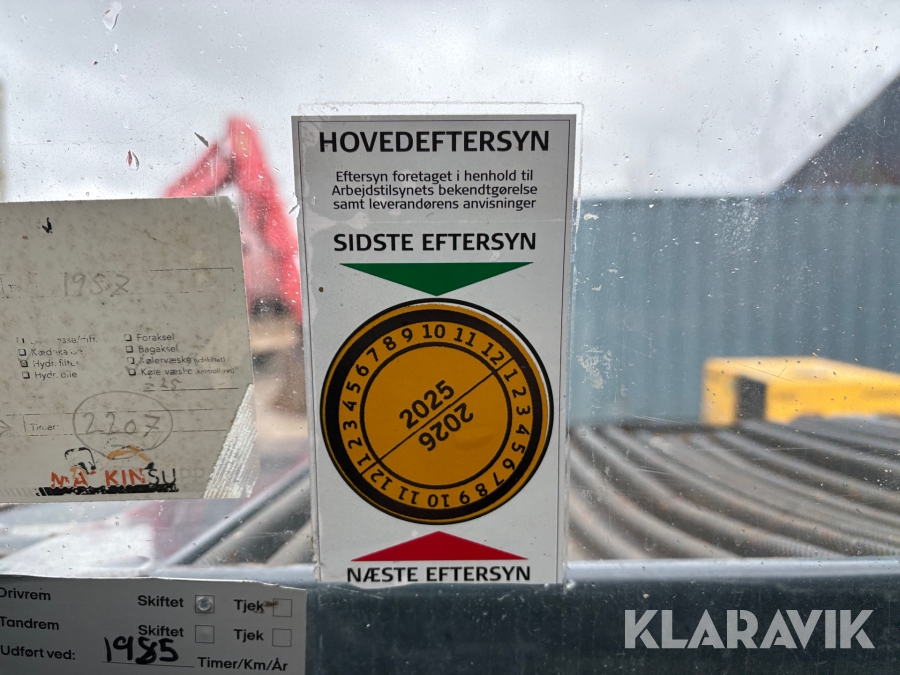 HOVEDEFTERSYN
Eftersyn foretaget i henhold til
Arbejdstilsynets bekendtgørelse
samt leverandørens anvisninger
SIDSTE EFTERSYN
1 2 3 4 5 6 7 8 9 10 11 12
2025
2026
1 2 3 4 5 6 7 8 9 10 11 12
NÆSTE EFTERSYN
Foraksel
Bagaksel
Hydr. filter
Hydr. olie
Timer: 2207
Drivrem Skiftet Tjek
Tandrem Skiftet Tjek
Udført ved: 1985 Timer/Km/År
KLARAVIK